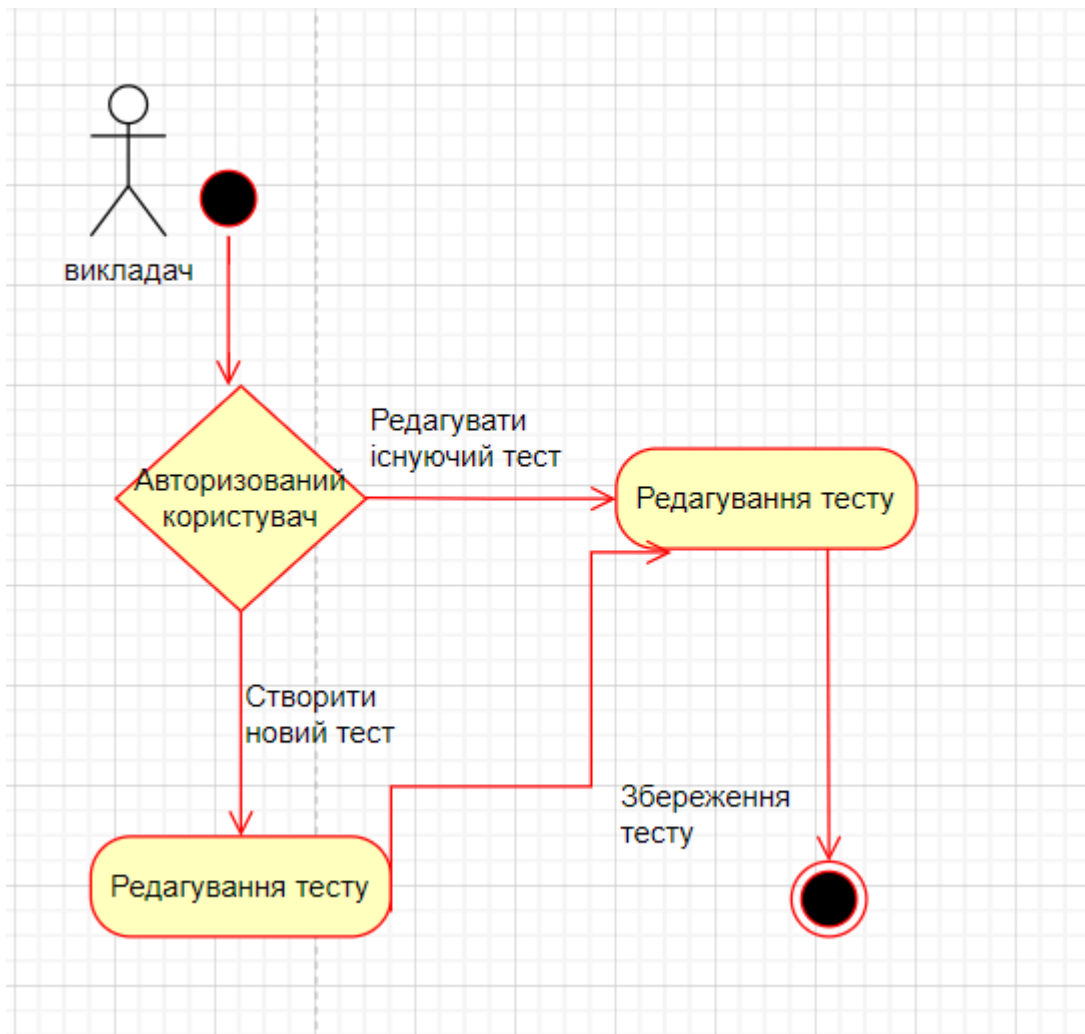 викладач
Редагувати
існуючий тест
Авторизований
користувач
Редагування тесту
Створити
новий тест
Збереження
тесту
Редагування тесту